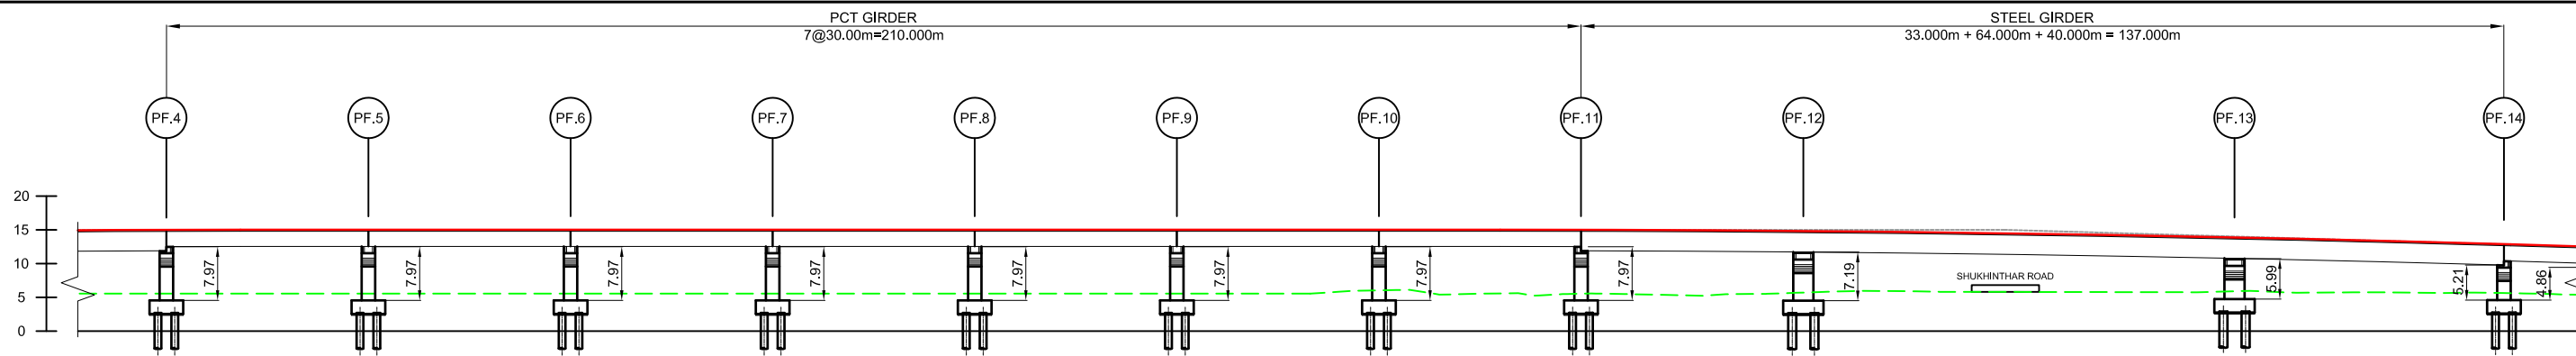 PCT GIRDER
7@30.00m=210.000m
STEEL GIRDER
33.000m + 64.000m + 40.000m = 137.000m
PF.4 PF.5 PF.6 PF.7 PF.8 PF.9 PF.10 PF.11 PF.12 PF.13 PF.14
20
15
10
5
0
7.97 7.97 7.97 7.97 7.97 7.97 7.97 7.97 7.19 5.99 5.21 4.86
SHUKHINTHAR ROAD